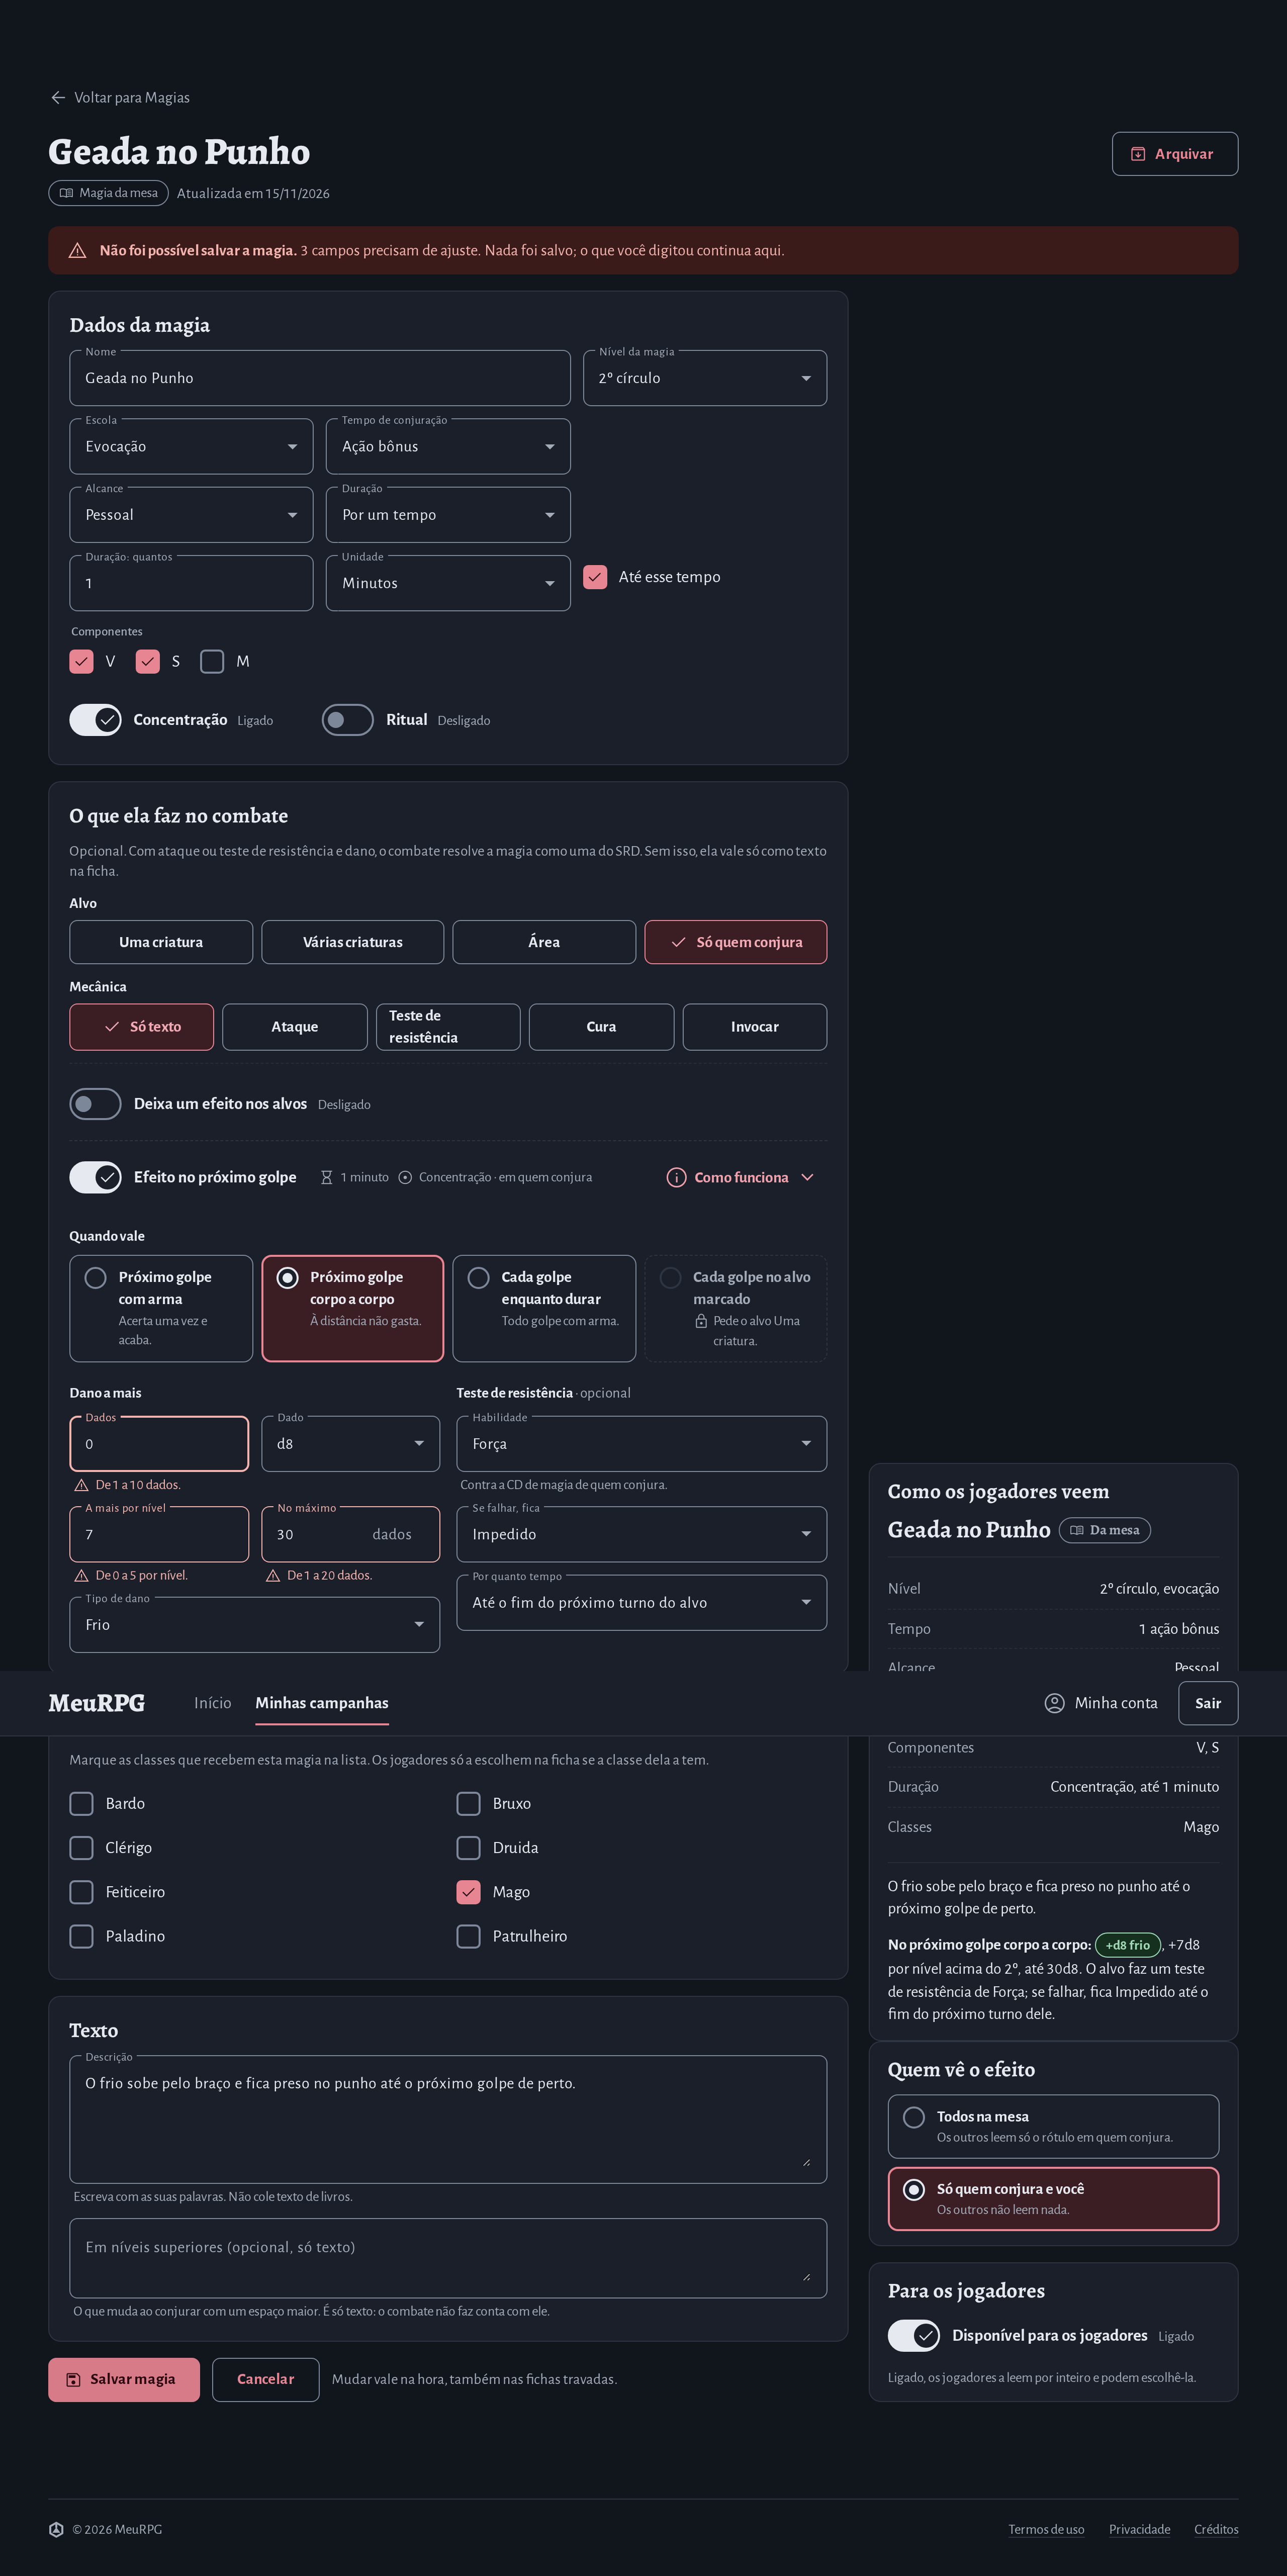 Voltar para Magias
Geada no Punho
Arquivar
Magia da mesa
Atualizada em 15/11/2026
Não foi possível salvar a magia. 3 campos precisam de ajuste. Nada foi salvo; o que você digitou continua aqui.
Dados da magia
Nome
Geada no Punho
Nível da magia
2º círculo
Escola
Evocação
Tempo de conjuração
Ação bônus
Alcance
Pessoal
Duração
Por um tempo
Duração: quantos
1
Unidade
Minutos
Até esse tempo
Componentes
V
S
M
Concentração Ligado
Ritual Desligado
O que ela faz no combate
Opcional. Com ataque ou teste de resistência e dano, o combate resolve a magia como uma do SRD. Sem isso, ela vale só como texto
na ficha.
Alvo
Uma criatura
Várias criaturas
Área
Só quem conjura
Mecânica
Só texto
Ataque
Teste de
resistência
Cura
Invocar
Deixa um efeito nos alvos Desligado
Efeito no próximo golpe
1 minuto
Concentração · em quem conjura
Como funciona
Quando vale
Próximo golpe
com arma
Acerta uma vez e
acaba.
Próximo golpe
corpo a corpo
À distância não gasta.
Cada golpe
enquanto durar
Todo golpe com arma.
Cada golpe no alvo
marcado
Pede o alvo Uma
criatura.
Dano a mais
Dados
0
De 1 a 10 dados.
Dado
d8
A mais por nível
7
De 0 a 5 por nível.
No máximo
30 dados
De 1 a 20 dados.
Tipo de dano
Frio
Teste de resistência · opcional
Habilidade
Força
Contra a CD de magia de quem conjura.
Se falhar, fica
Impedido
Por quanto tempo
Até o fim do próximo turno do alvo
Como os jogadores veem
Geada no Punho
Da mesa
Nível
2º círculo, evocação
Tempo
1 ação bônus
Alcance
Pessoal
MeuRPG
Início
Minhas campanhas
Minha conta
Sair
Marque as classes que recebem esta magia na lista. Os jogadores só a escolhem na ficha se a classe dela a tem.
Bardo
Bruxo
Clérigo
Druida
Feiticeiro
Mago
Paladino
Patrulheiro
Componentes
V, S
Duração
Concentração, até 1 minuto
Classes
Mago
O frio sobe pelo braço e fica preso no punho até o
próximo golpe de perto.
No próximo golpe corpo a corpo: +d8 frio, +7d8
por nível acima do 2º, até 30d8. O alvo faz um teste
de resistência de Força; se falhar, fica Impedido até o
fim do próximo turno dele.
Texto
Descrição
O frio sobe pelo braço e fica preso no punho até o próximo golpe de perto.
Escreva com as suas palavras. Não cole texto de livros.
Em níveis superiores (opcional, só texto)
O que muda ao conjurar com um espaço maior. É só texto: o combate não faz conta com ele.
Quem vê o efeito
Todos na mesa
Os outros leem só o rótulo em quem conjura.
Só quem conjura e você
Os outros não leem nada.
Para os jogadores
Disponível para os jogadores Ligado
Ligado, os jogadores a leem por inteiro e podem escolhê-la.
Salvar magia
Cancelar
Mudar vale na hora, também nas fichas travadas.
© 2026 MeuRPG
Termos de uso
Privacidade
Créditos